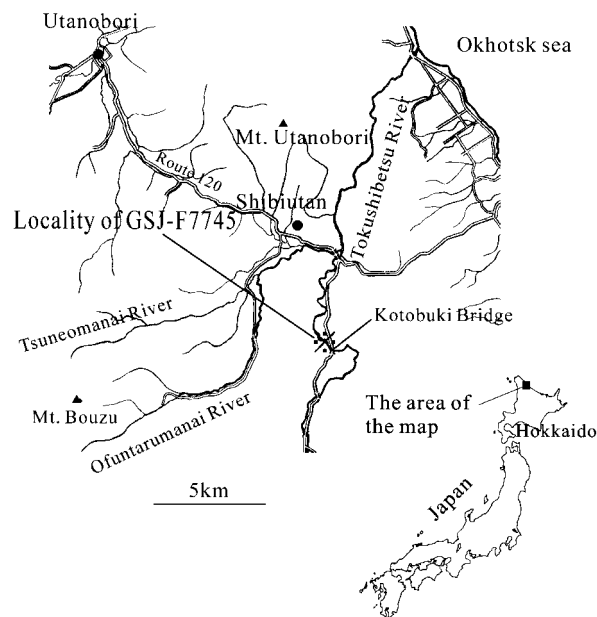 Utanobori
Okhotsk sea
Mt. Utanobori
Route 120
Tokushibetsu River
Shibiutan
Locality of GSJ-F7745
Tsuneomanai River
Kotobuki Bridge
Mt. Bouzu
Ofuntarumanai River
The area of
the map
Hokkaido
5km
Japan